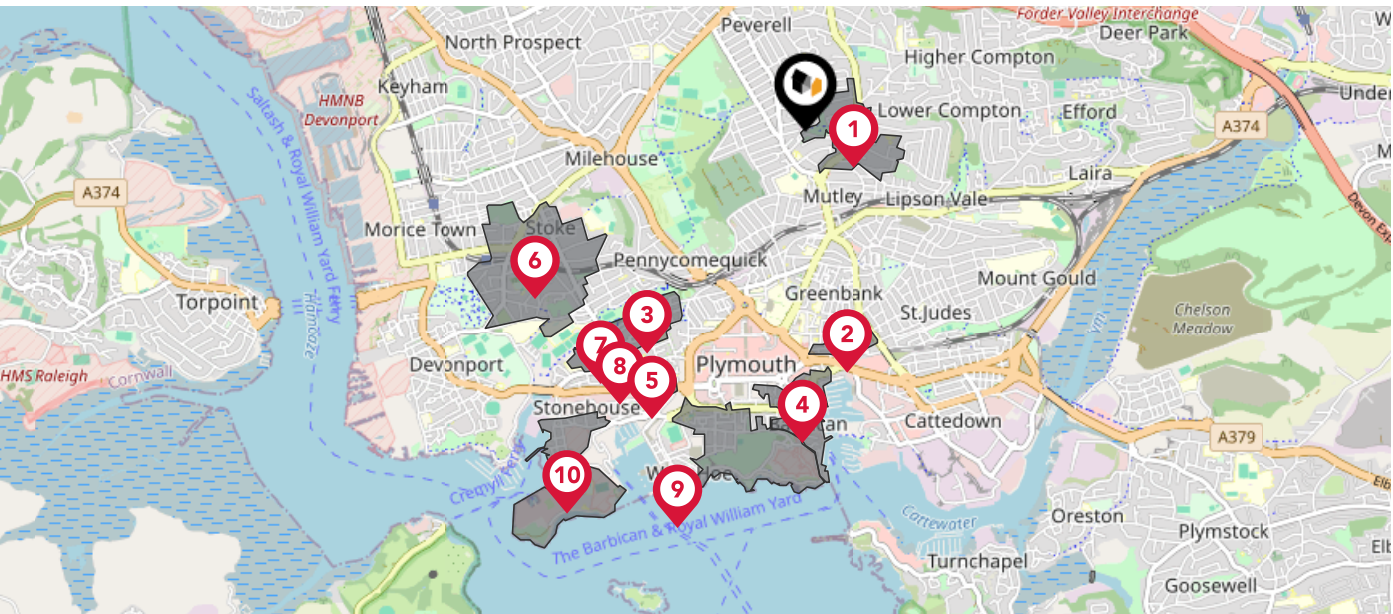 Forder Valley Interchange
Peverell
Deer Park
North Prospect
Higher Compton
Keyham
Under
HMNB
Devonport
Lower Compton
Efford
1
A374
Milehouse
Laira
A374
Mutley
Lipson Vale
Devon Exp
Saltash & Royal William Yard Ferry
Morice Town
Stoke
6
Pennycomequick
Mount Gould
Greenbank
Torpoint
Hamoaze
3
St.Judes
Chelson
Meadow
2
7
8
Plymouth
Devonport
5
HMS Raleigh
Cornwall
4
Stonehouse
Cattedown
A379
10
9
Cremyll
The Barbican & Royal William Yard
Cattewater
Oreston
Plymstock
Turnchapel
Goosewell